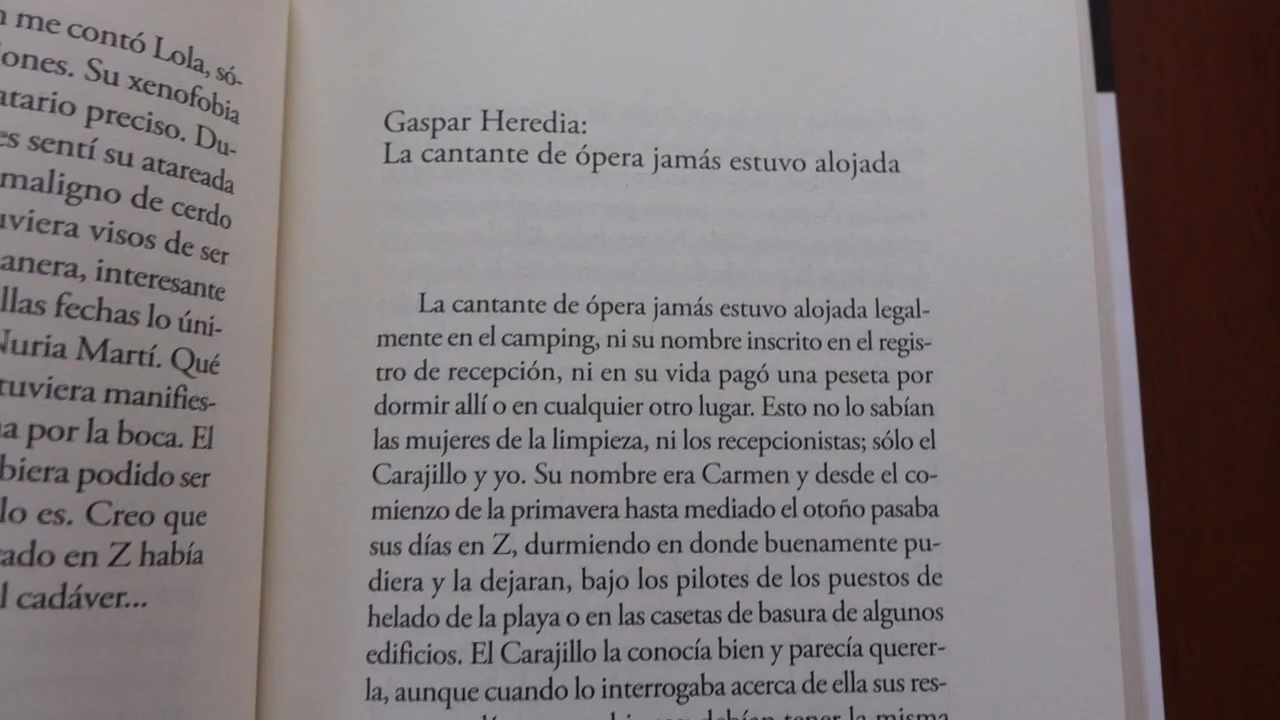 me contó Lola, só-
ones. Su xenofobia
preciso. Du-
sentí su atareada
maligno de cerdo
visos de ser
interesante
fechas lo úni-
Nuria Martí. Qué
tuviera manifies-
por la boca. El
podido ser
lo es. Creo que
en Z había
cadáver...
Gaspar Heredia:
La cantante de ópera jamás estuvo alojada
La cantante de ópera jamás estuvo alojada legal-
mente en el camping, ni su nombre inscrito en el regis-
tro de recepción, ni en su vida pagó una peseta por
dormir allí o en cualquier otro lugar. Esto no lo sabían
las mujeres de la limpieza, ni los recepcionistas; sólo el
Carajillo y yo. Su nombre era Carmen y desde el co-
mienzo de la primavera hasta mediado el otoño pasaba
sus días en Z, durmiendo en donde buenamente pu-
diera y la dejaran, bajo los pilotes de los puestos de
helado de la playa o en las casetas de basura de algunos
edificios. El Carajillo la conocía bien y parecía querer-
la, aunque cuando lo interrogaba acerca de ella sus res-
tener la misma